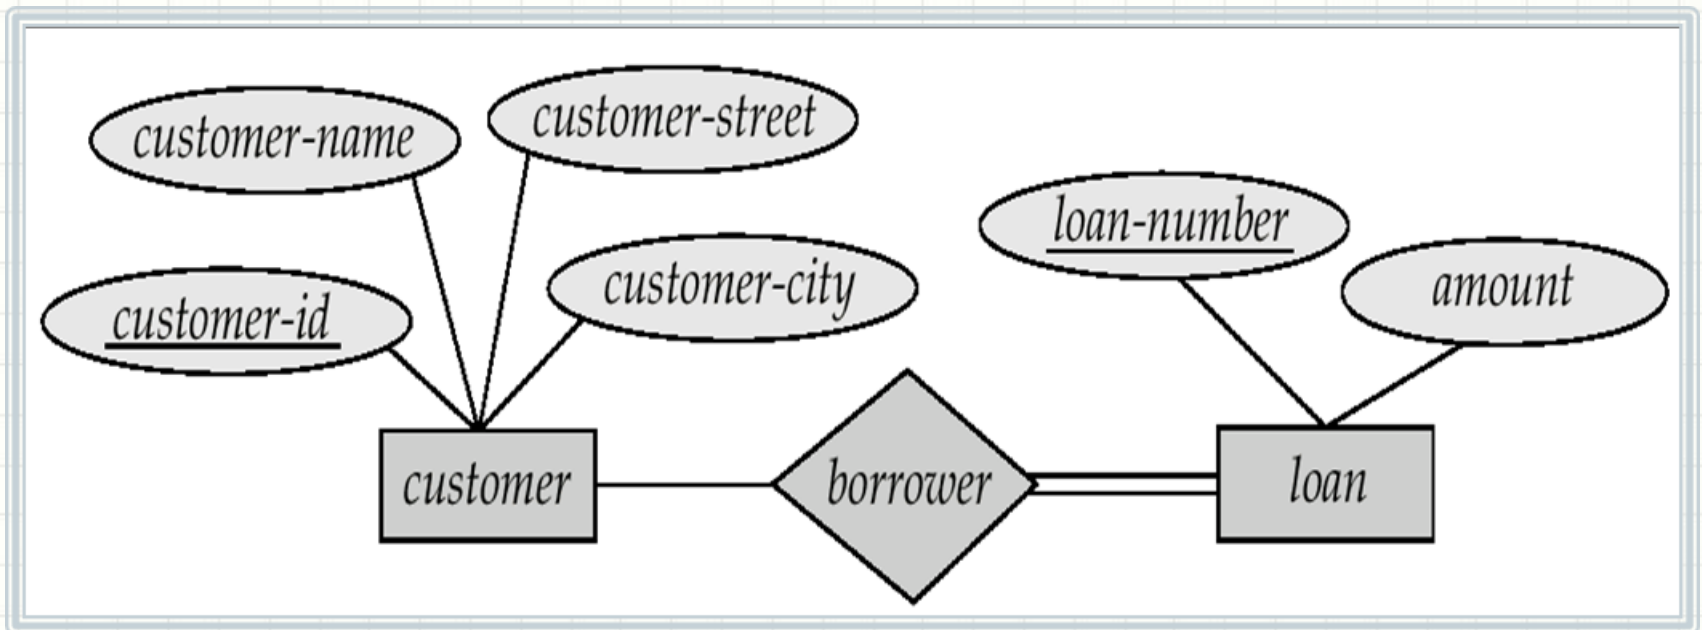 customer-name
customer-street
customer-id
customer-city
loan-number
amount
customer
borrower
loan